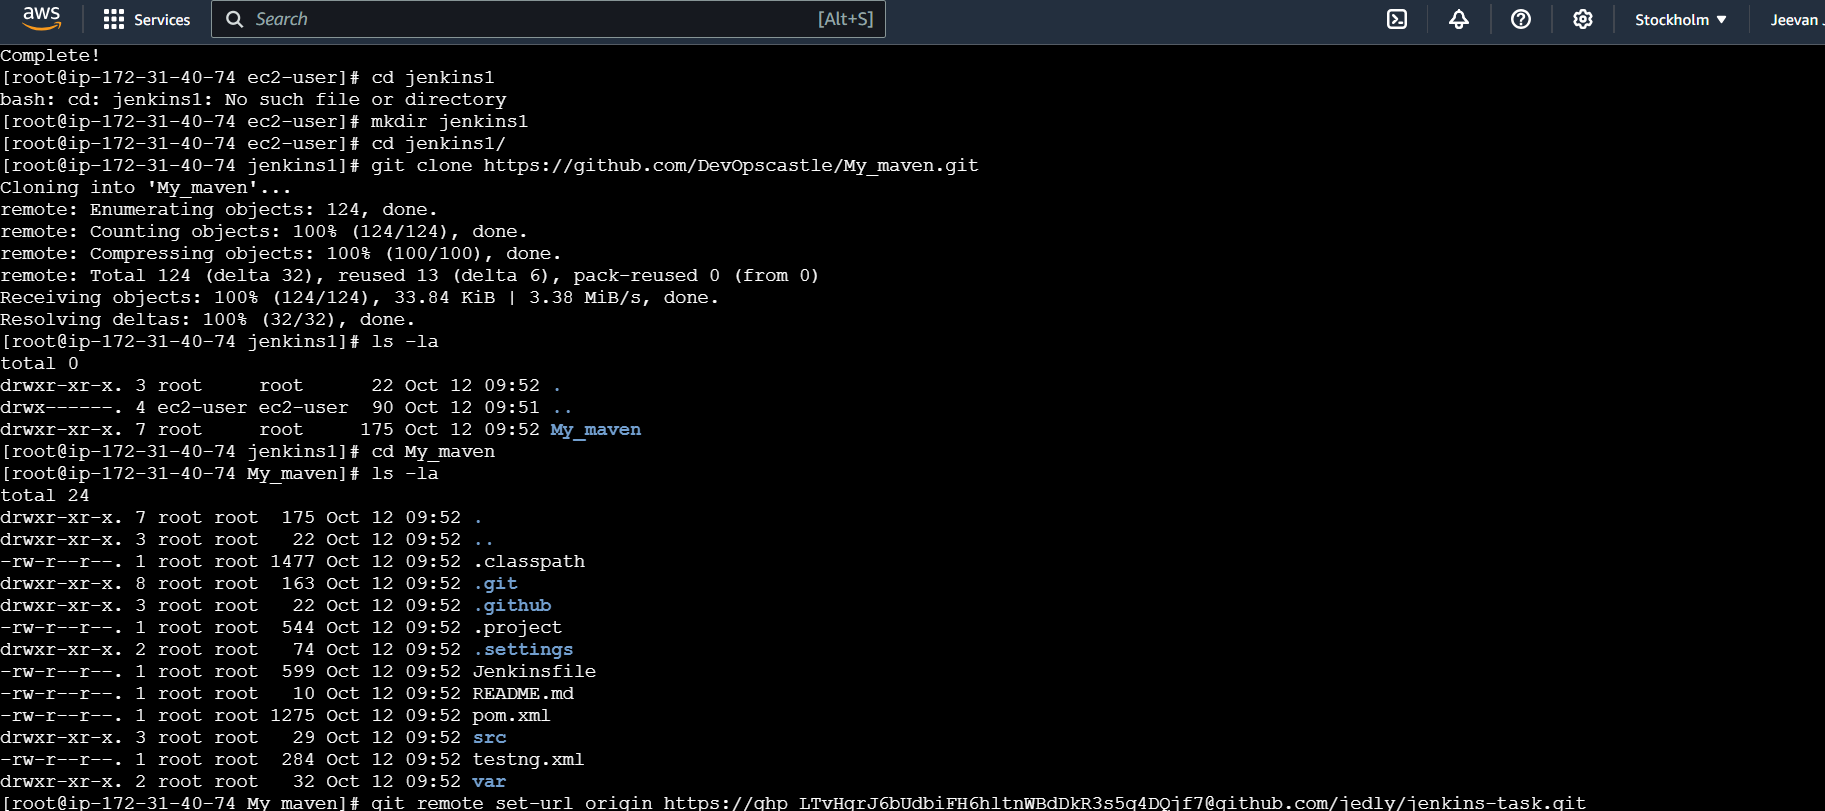 aws
Services
Search
[Alt+S]
Stockholm
Jeevan J
Complete!
[root@ip-172-31-40-74 ec2-user]# cd jenkins1
bash: cd: jenkins1: No such file or directory
[root@ip-172-31-40-74 ec2-user]# mkdir jenkins1
[root@ip-172-31-40-74 ec2-user]# cd jenkins1/
[root@ip-172-31-40-74 jenkins1]# git clone https://github.com/DevOpscastle/My_maven.git
Cloning into 'My_maven'...
remote: Enumerating objects: 124, done.
remote: Counting objects: 100% (124/124), done.
remote: Compressing objects: 100% (100/100), done.
remote: Total 124 (delta 32), reused 13 (delta 6), pack-reused 0 (from 0)
Receiving objects: 100% (124/124), 33.84 KiB | 3.38 MiB/s, done.
Resolving deltas: 100% (32/32), done.
[root@ip-172-31-40-74 jenkins1]# ls -la
total 0
drwxr-xr-x. 3 root     root      22 Oct 12 09:52 .
drwx------. 4 ec2-user ec2-user  90 Oct 12 09:51 ..
drwxr-xr-x. 7 root     root     175 Oct 12 09:52 My_maven
[root@ip-172-31-40-74 jenkins1]# cd My_maven
[root@ip-172-31-40-74 My_maven]# ls -la
total 24
drwxr-xr-x. 7 root root  175 Oct 12 09:52 .
drwxr-xr-x. 3 root root   22 Oct 12 09:52 ..
-rw-r--r--. 1 root root 1477 Oct 12 09:52 .classpath
drwxr-xr-x. 8 root root  163 Oct 12 09:52 .git
drwxr-xr-x. 3 root root   22 Oct 12 09:52 .github
-rw-r--r--. 1 root root  544 Oct 12 09:52 .project
drwxr-xr-x. 2 root root   74 Oct 12 09:52 .settings
-rw-r--r--. 1 root root  599 Oct 12 09:52 Jenkinsfile
-rw-r--r--. 1 root root   10 Oct 12 09:52 README.md
-rw-r--r--. 1 root root 1275 Oct 12 09:52 pom.xml
drwxr-xr-x. 3 root root   29 Oct 12 09:52 src
-rw-r--r--. 1 root root  284 Oct 12 09:52 testng.xml
drwxr-xr-x. 2 root root   32 Oct 12 09:52 var
[root@ip-172-31-40-74 My_maven]# git remote set-url origin https://[access token redacted]@github.com/jedly/jenkins-task.git